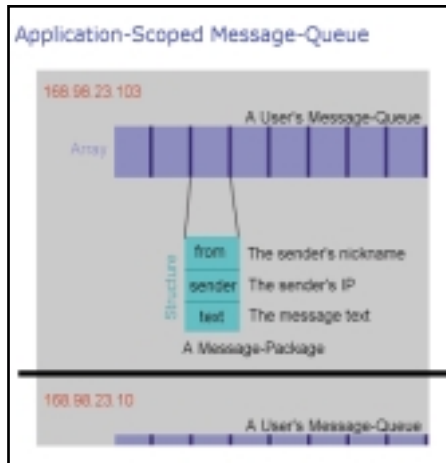 Application-Scoped Message-Queue
168.98.23.103
A User's Message-Queue
Array
Structure
from The sender's nickname
sender The sender's IP
text The message text
A Message-Package
168.98.23.10
A User's Message-Queue